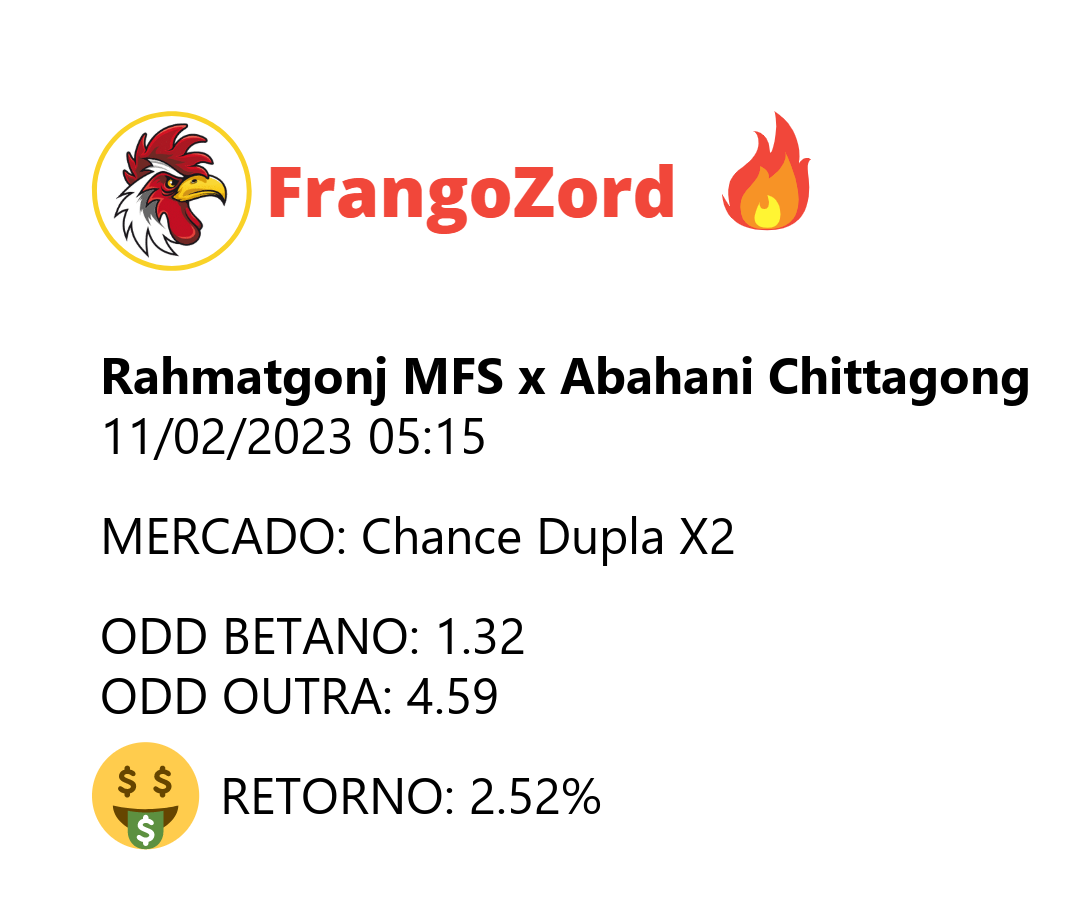 FrangoZord
Rahmatgonj MFS x Abahani Chittagong
11/02/2023 05:15
MERCADO: Chance Dupla X2
ODD BETANO: 1.32
ODD OUTRA: 4.59
RETORNO: 2.52%